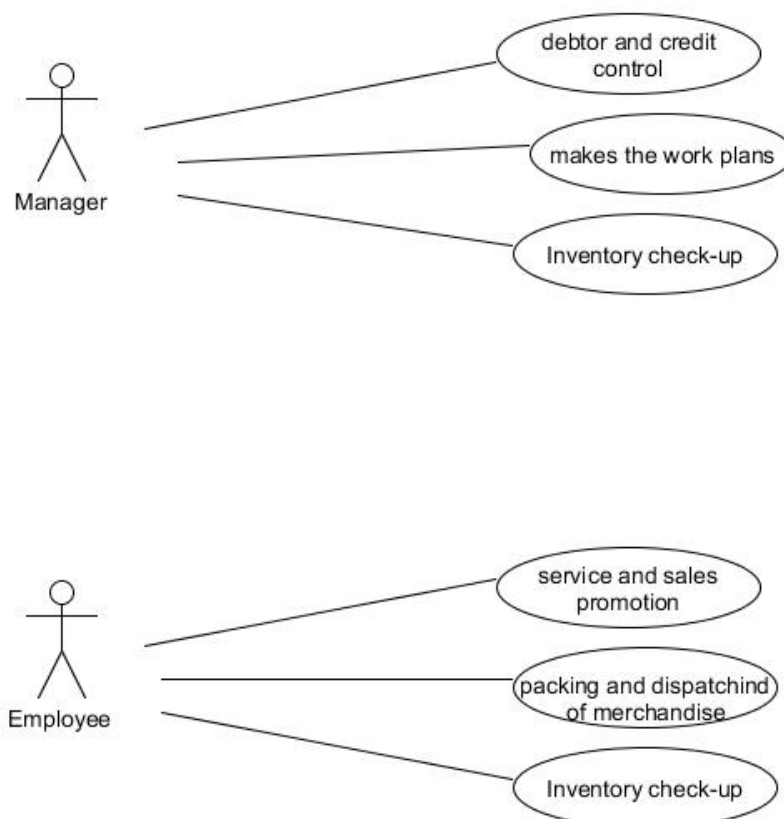 debtor and credit
control
makes the work plans
Manager
Inventory check-up
service and sales
promotion
packing and dispatchind
of merchandise
Employee
Inventory check-up